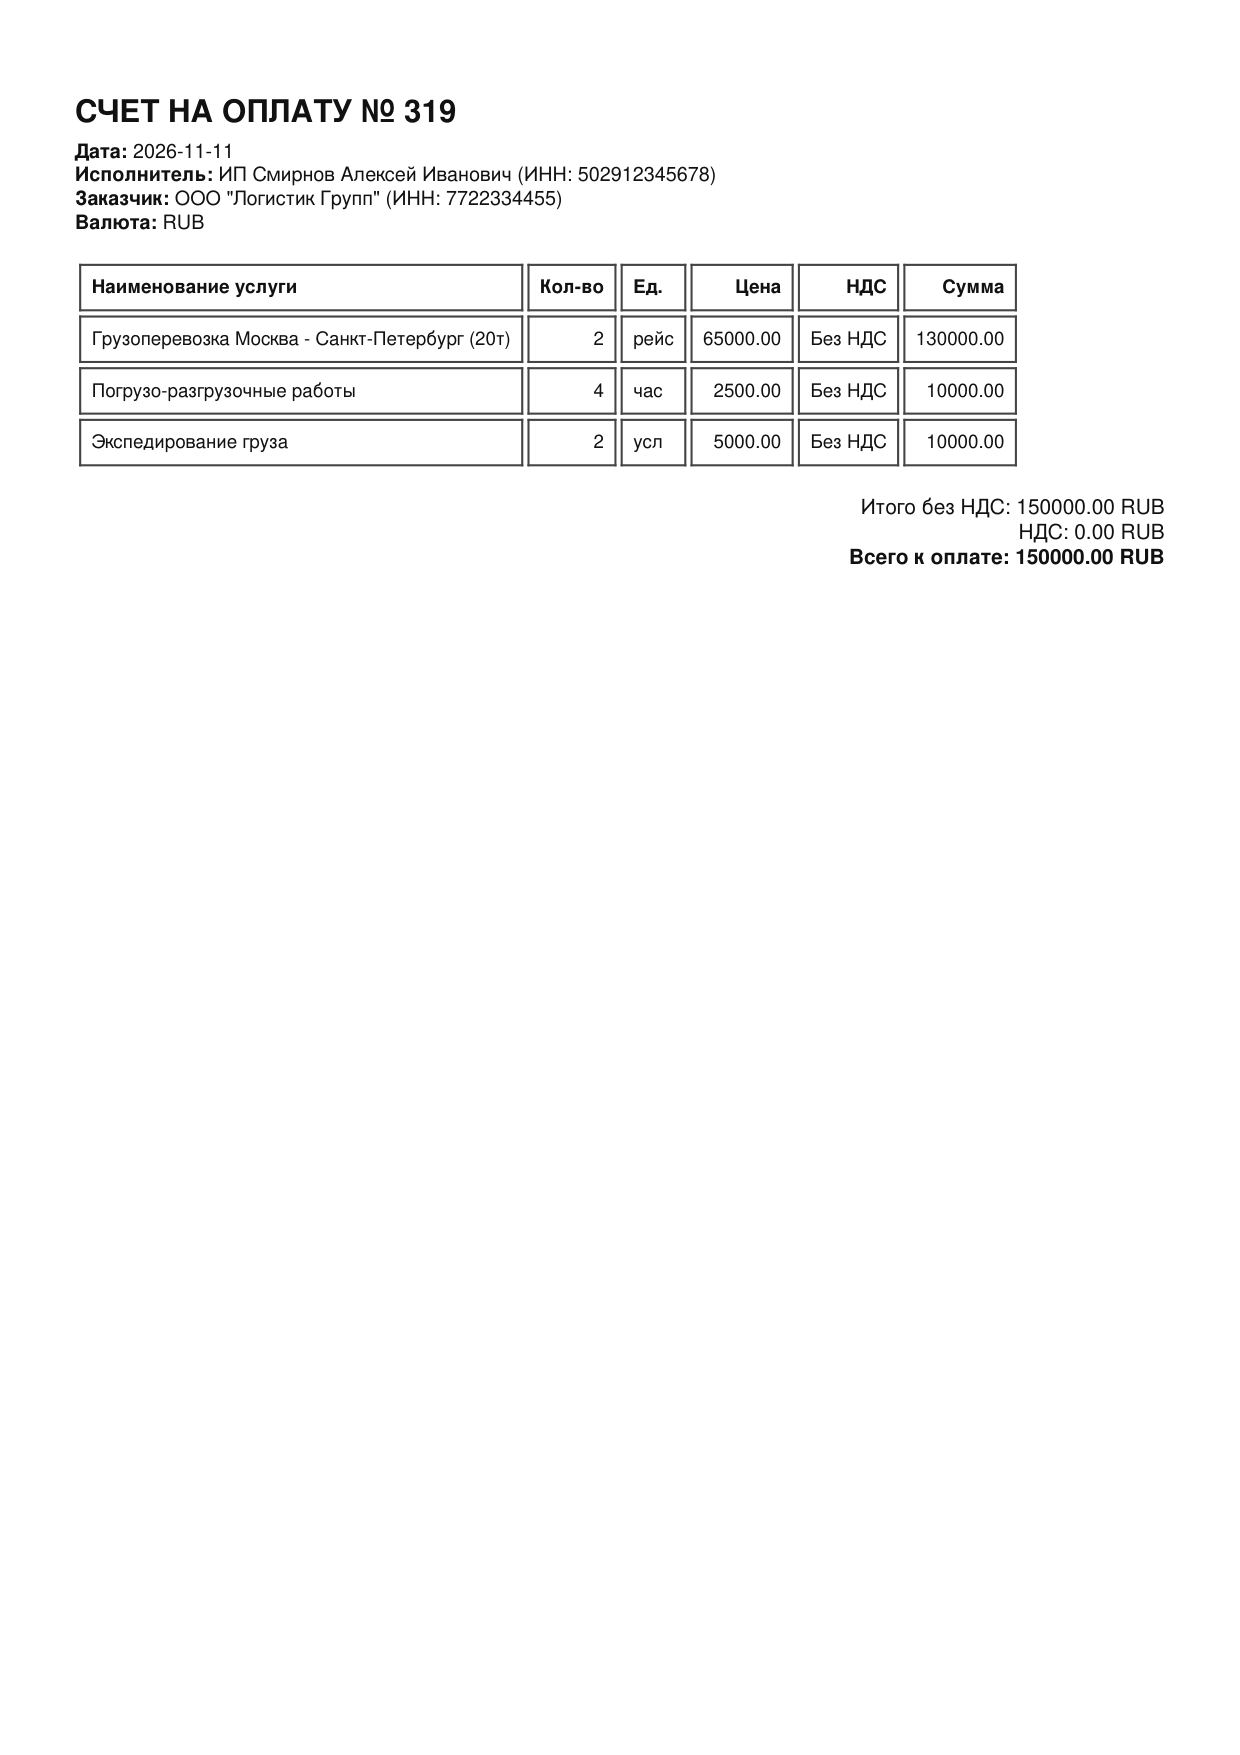 СЧЕТ НА ОПЛАТУ № 319
Дата: 2026-11-11
Исполнитель: ИП Смирнов Алексей Иванович (ИНН: 502912345678)
Заказчик: ООО "Логистик Групп" (ИНН: 7722334455)
Валюта: RUB
Наименование услуги Кол-во Ед. Цена НДС Сумма
Грузоперевозка Москва - Санкт-Петербург (20т) 2 рейс 65000.00 Без НДС 130000.00
Погрузо-разгрузочные работы 4 час 2500.00 Без НДС 10000.00
Экспедирование груза 2 усл 5000.00 Без НДС 10000.00
Итого без НДС: 150000.00 RUB
НДС: 0.00 RUB
Всего к оплате: 150000.00 RUB